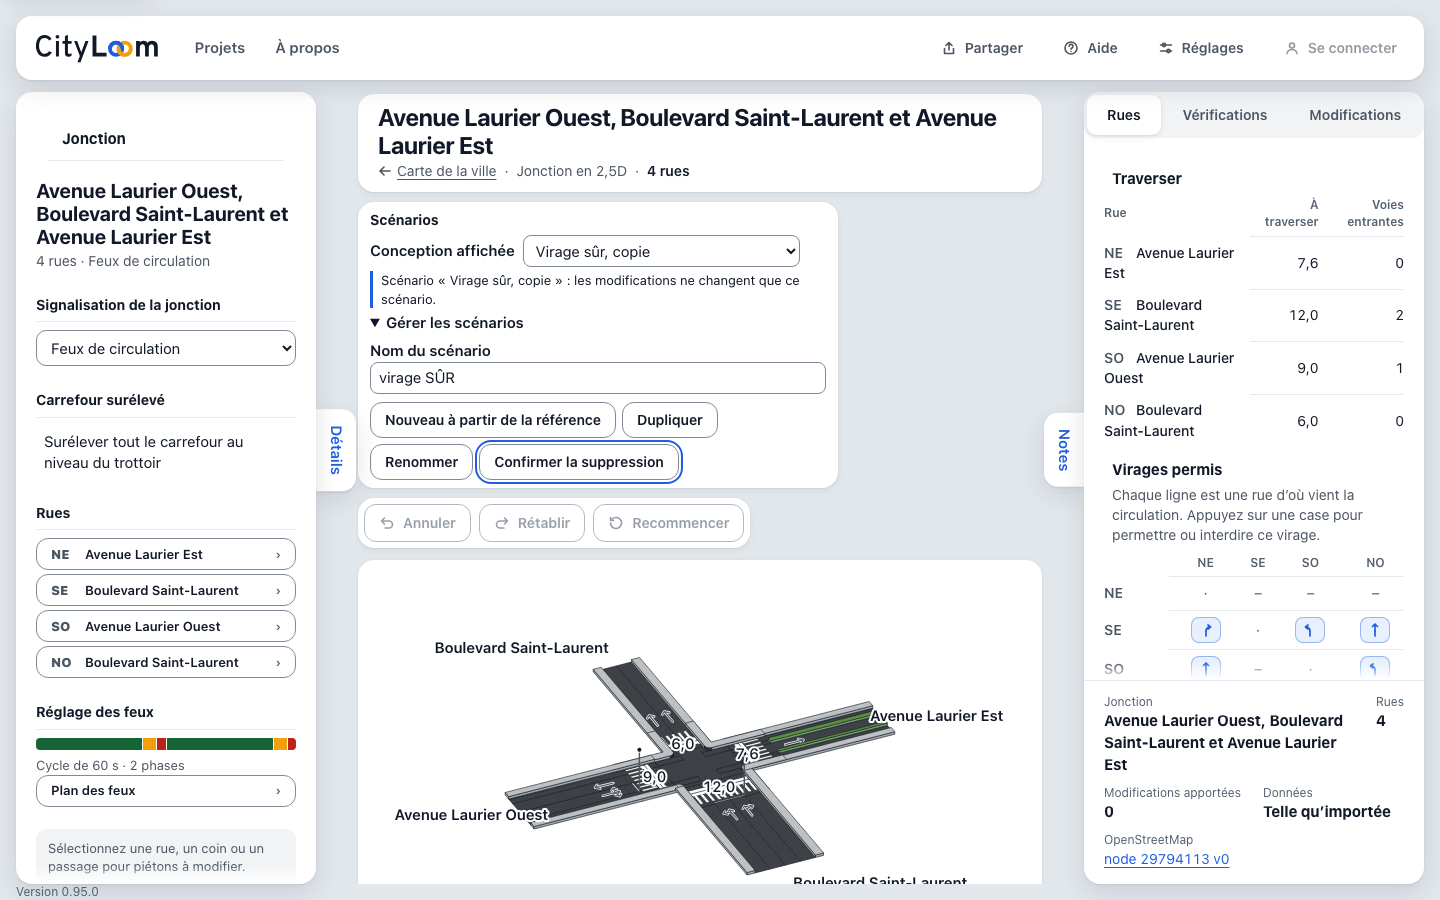 CityLoom
Projets
À propos
Partager
Aide
Réglages
Se connecter
Jonction
Avenue Laurier Ouest,
Boulevard Saint-Laurent et
Avenue Laurier Est
4 rues · Feux de circulation
Signalisation de la jonction
Feux de circulation
Carrefour surélevé
Surélever tout le carrefour au
niveau du trottoir
Rues
NE Avenue Laurier Est ›
SE Boulevard Saint-Laurent ›
SO Avenue Laurier Ouest ›
NO Boulevard Saint-Laurent ›
Réglage des feux
Cycle de 60 s · 2 phases
Plan des feux ›
Sélectionnez une rue, un coin ou un
passage pour piétons à modifier.
Version 0.95.0
Détails
Avenue Laurier Ouest, Boulevard Saint-Laurent et Avenue
Laurier Est
← Carte de la ville · Jonction en 2,5D · 4 rues
Scénarios
Conception affichée Virage sûr, copie
Scénario « Virage sûr, copie » : les modifications ne changent que ce
scénario.
▼ Gérer les scénarios
Nom du scénario
virage SÛR
Nouveau à partir de la référence
Dupliquer
Renommer
Confirmer la suppression
Annuler
Rétablir
Recommencer
Boulevard Saint-Laurent
Avenue Laurier Est
6,0
7,6
9,0
12,0
Avenue Laurier Ouest
Boulevard Saint-Laurent
Notes
Rues
Vérifications
Modifications
Traverser
Rue
À
traverser
Voies
entrantes
NE Avenue Laurier
Est
7,6
0
SE Boulevard
Saint-Laurent
12,0
2
SO Avenue Laurier
Ouest
9,0
1
NO Boulevard
Saint-Laurent
6,0
0
Virages permis
Chaque ligne est une rue d’où vient la
circulation. Appuyez sur une case pour
permettre ou interdire ce virage.
NE SE SO NO
NE · – – –
SE ·
SO – ·
Jonction
Avenue Laurier Ouest, Boulevard
Saint-Laurent et Avenue Laurier
Est
Rues
4
Modifications apportées
0
Données
Telle qu’importée
OpenStreetMap
node 29794113 v0